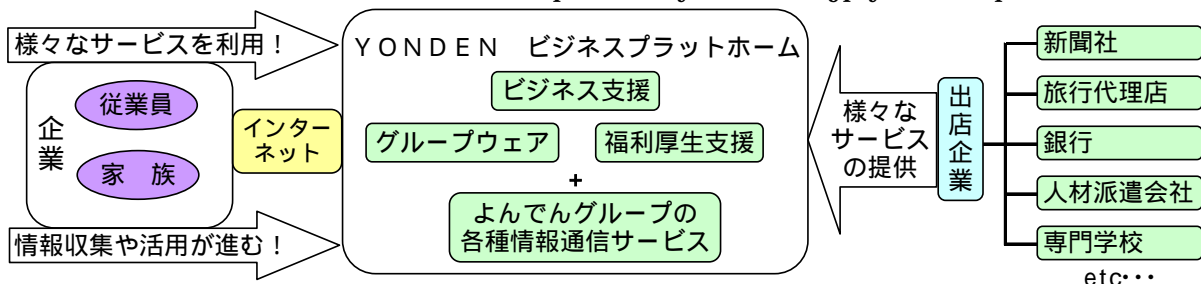 様々なサービスを利用！
企業
従業員
家　族
インター
ネット
情報収集や活用が進む！
ＹＯＮＤＥＮ　ビジネスプラットホーム
ビジネス支援
グループウェア
福利厚生支援
+
よんでんグループの
各種情報通信サービス
様々な
サービス
の提供
出店企業
新聞社
旅行代理店
銀行
人材派遣会社
専門学校
etc・・・